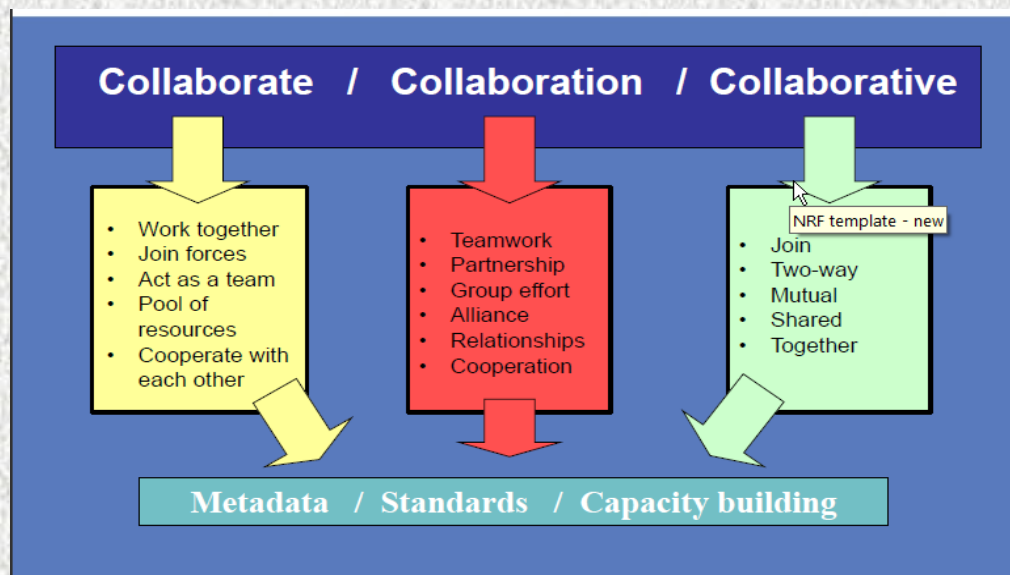 Collaborate / Collaboration / Collaborative
• Work together
• Join forces
• Act as a team
• Pool of
resources
• Cooperate with
each other
• Teamwork
• Partnership
• Group effort
• Alliance
• Relationships
• Cooperation
NRF template - new
• Join
• Two-way
• Mutual
• Shared
• Together
Metadata / Standards / Capacity building